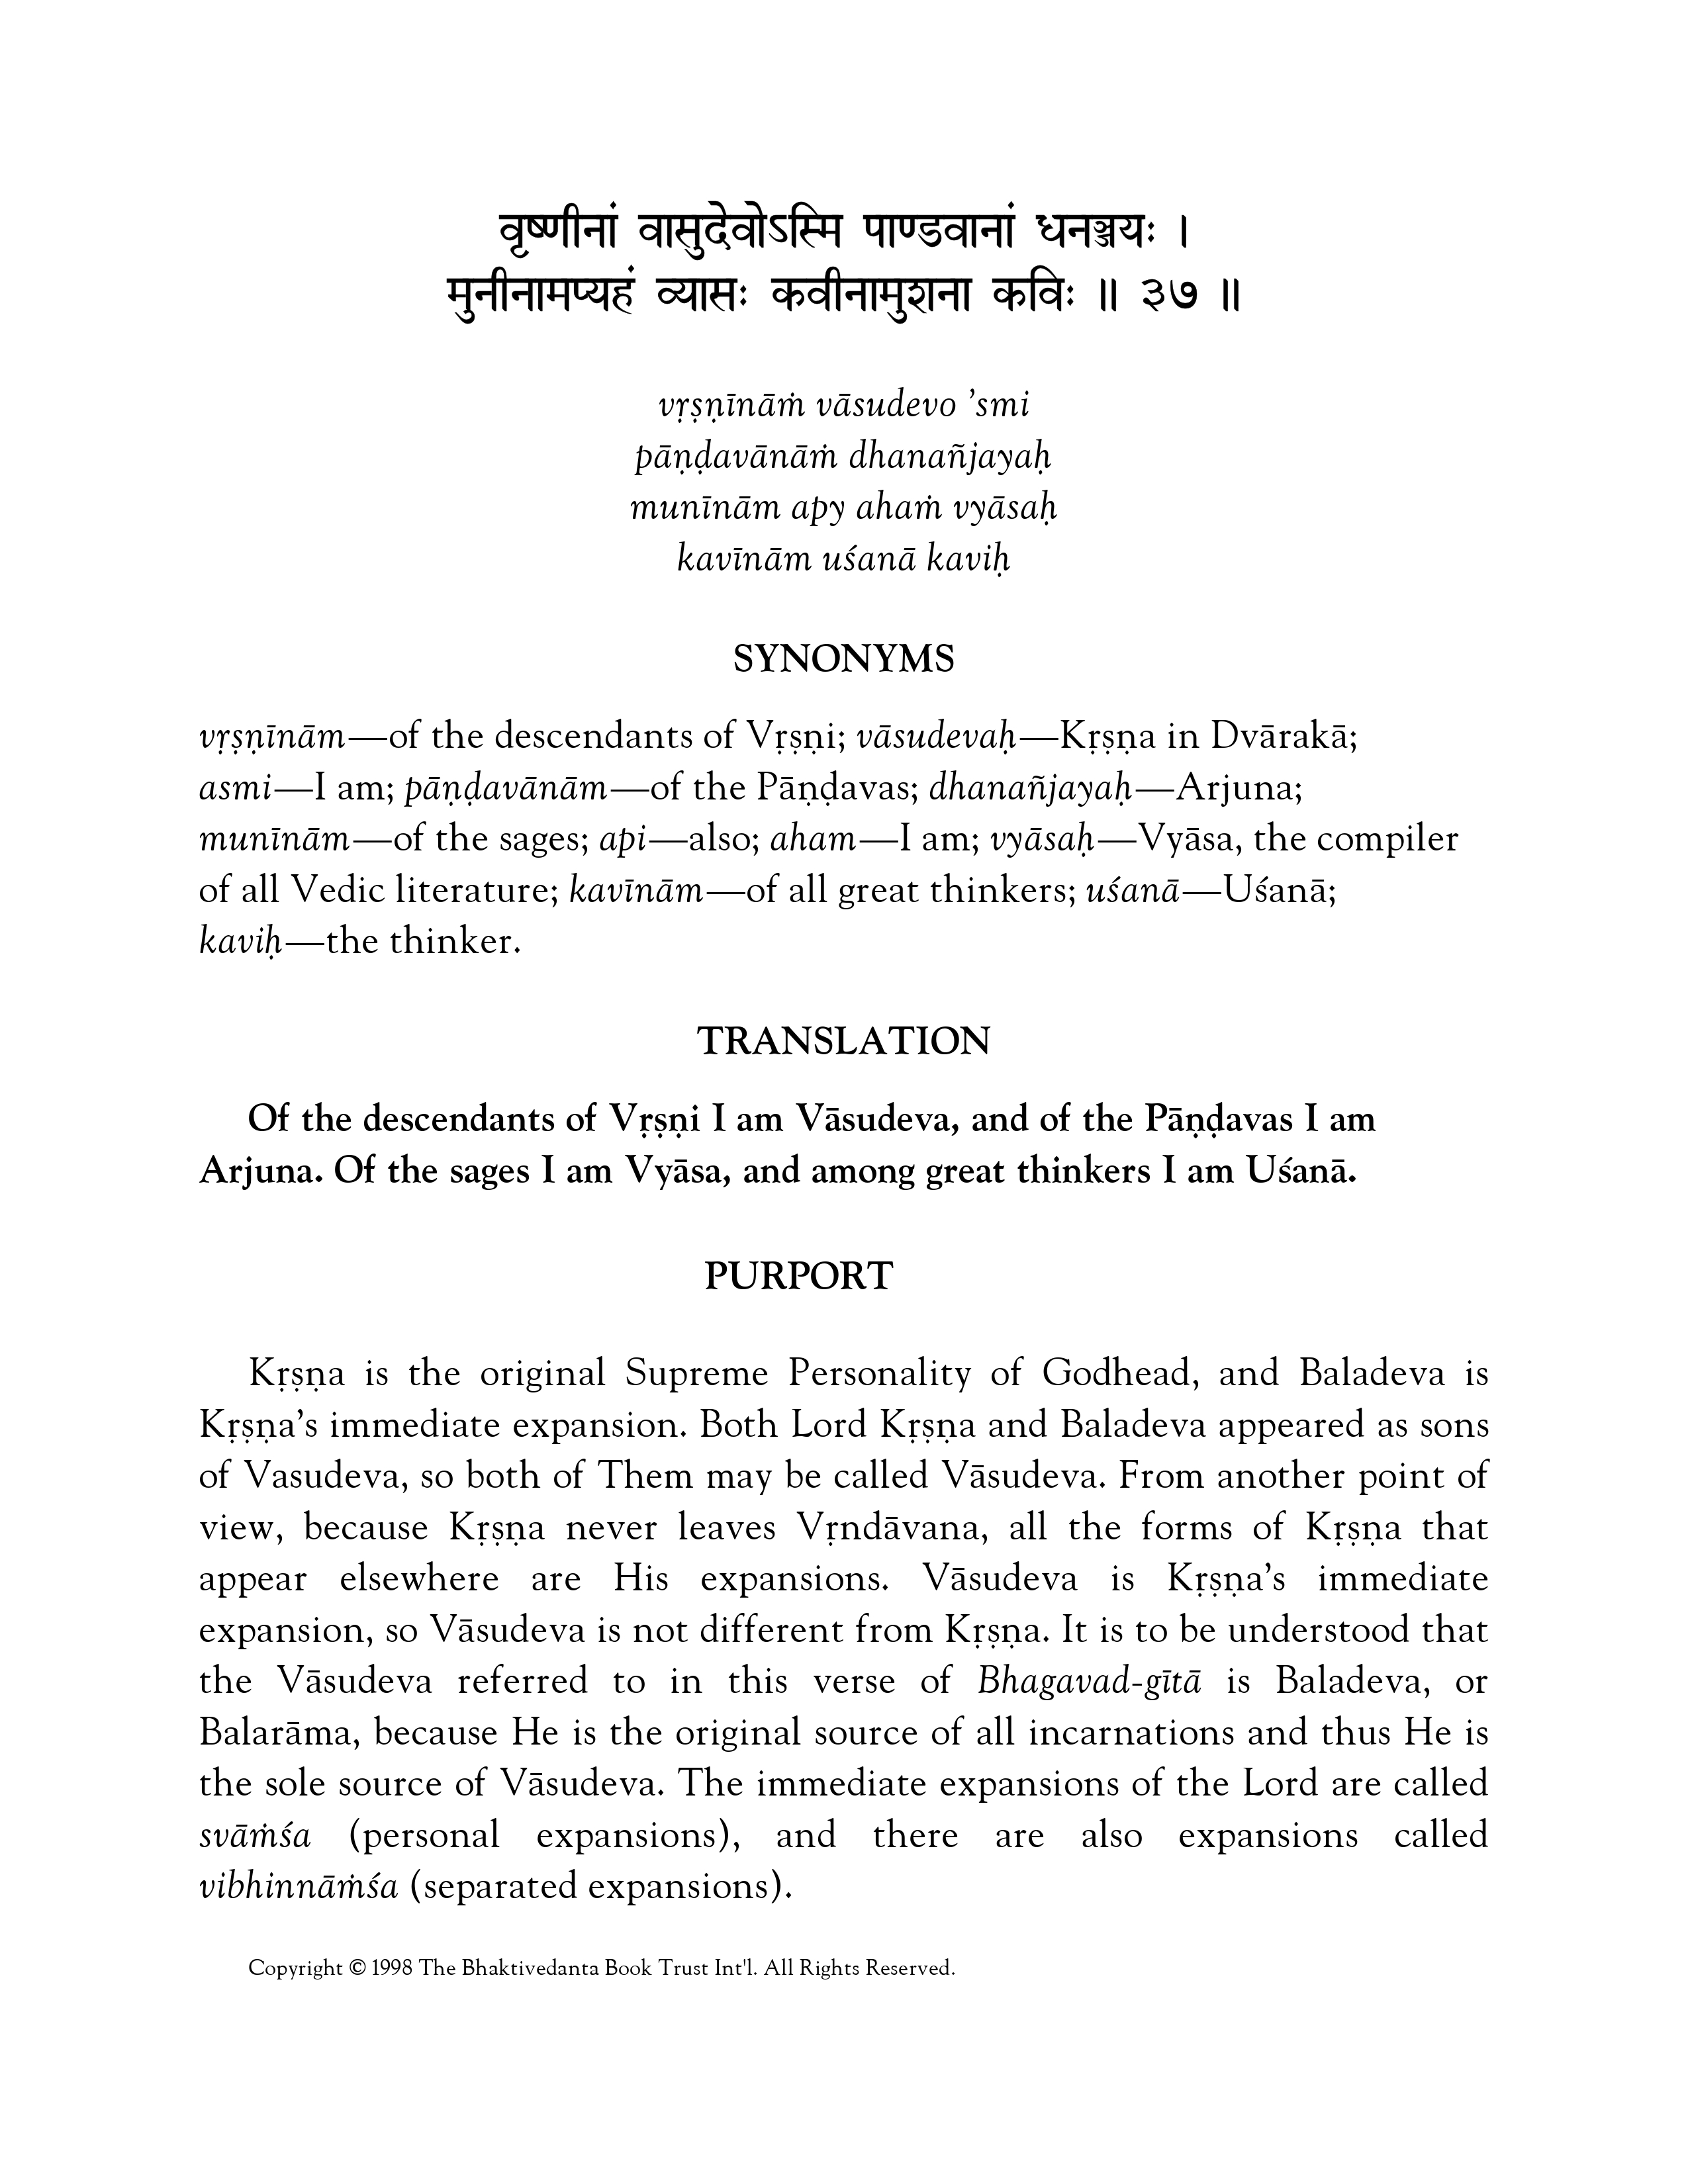 वृष्णीनां वासुदेवोऽस्मि पाण्डवानां धनञ्जयः ।
मुनीनामप्यहं व्यासः कवीनामुशना कविः ॥ ३७ ॥
vṛṣṇīnāṁ vāsudevo ’smi
pāṇḍavānāṁ dhanañjayaḥ
munīnām apy ahaṁ vyāsaḥ
kavīnām uśanā kaviḥ
SYNONYMS
vṛṣṇīnām—of the descendants of Vṛṣṇi; vāsudevaḥ—Kṛṣṇa in Dvārakā;
asmi—I am; pāṇḍavānām—of the Pāṇḍavas; dhanañjayaḥ—Arjuna;
munīnām—of the sages; api—also; aham—I am; vyāsaḥ—Vyāsa, the compiler
of all Vedic literature; kavīnām—of all great thinkers; uśanā—Uśanā;
kaviḥ—the thinker.
TRANSLATION
Of the descendants of Vṛṣṇi I am Vāsudeva, and of the Pāṇḍavas I am
Arjuna. Of the sages I am Vyāsa, and among great thinkers I am Uśanā.
PURPORT
Kṛṣṇa is the original Supreme Personality of Godhead, and Baladeva is
Kṛṣṇa’s immediate expansion. Both Lord Kṛṣṇa and Baladeva appeared as sons
of Vasudeva, so both of Them may be called Vāsudeva. From another point of
view, because Kṛṣṇa never leaves Vṛndāvana, all the forms of Kṛṣṇa that
appear elsewhere are His expansions. Vāsudeva is Kṛṣṇa’s immediate
expansion, so Vāsudeva is not different from Kṛṣṇa. It is to be understood that
the Vāsudeva referred to in this verse of Bhagavad-gītā is Baladeva, or
Balarāma, because He is the original source of all incarnations and thus He is
the sole source of Vāsudeva. The immediate expansions of the Lord are called
svāṁśa (personal expansions), and there are also expansions called
vibhinnāṁśa (separated expansions).
Copyright © 1998 The Bhaktivedanta Book Trust Int'l. All Rights Reserved.